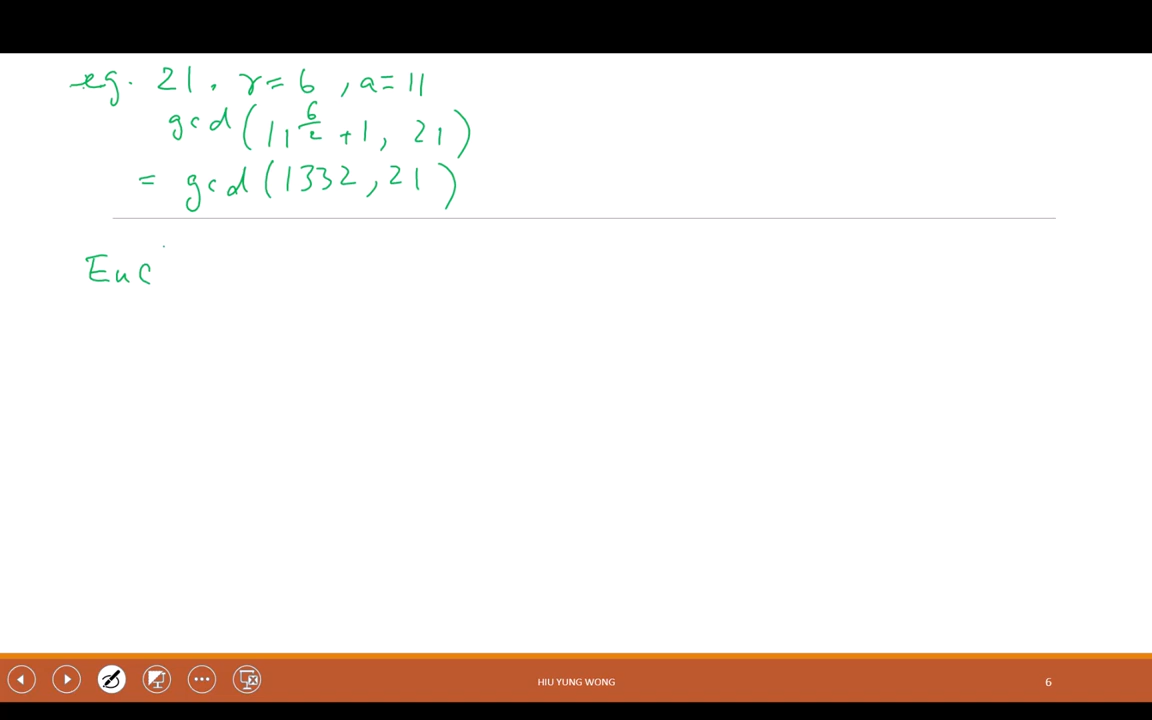 eg. 21. r=6, a=11
gcd(11^(6/2)+1, 21)
= gcd(1332, 21)
Euc
HIU YUNG WONG
6